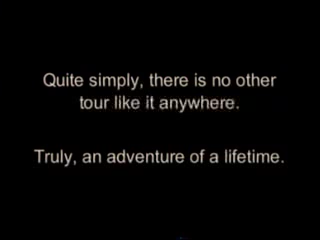 Quite simply, there is no other
tour like it anywhere.
Truly, an adventure of a lifetime.